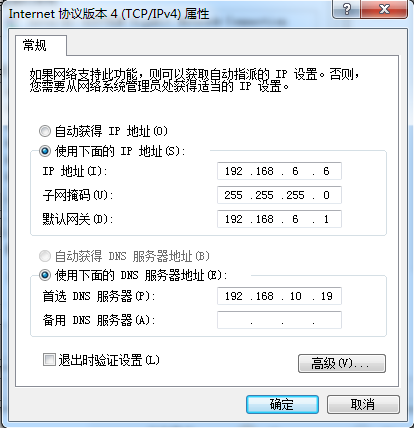 Internet 协议版本 4 (TCP/IPv4) 属性
常规
如果网络支持此功能，则可以获取自动指派的 IP 设置。否则，
您需要从网络系统管理员处获得适当的 IP 设置。
自动获得 IP 地址(O)
使用下面的 IP 地址(S):
IP 地址(I): 192 .168 . 6 . 6
子网掩码(U): 255 .255 .255 . 0
默认网关(D): 192 .168 . 6 . 1
自动获得 DNS 服务器地址(B)
使用下面的 DNS 服务器地址(E):
首选 DNS 服务器(P): 192 .168 . 10 . 19
备用 DNS 服务器(A): . . .
退出时验证设置(L)
高级(V)...
确定 取消